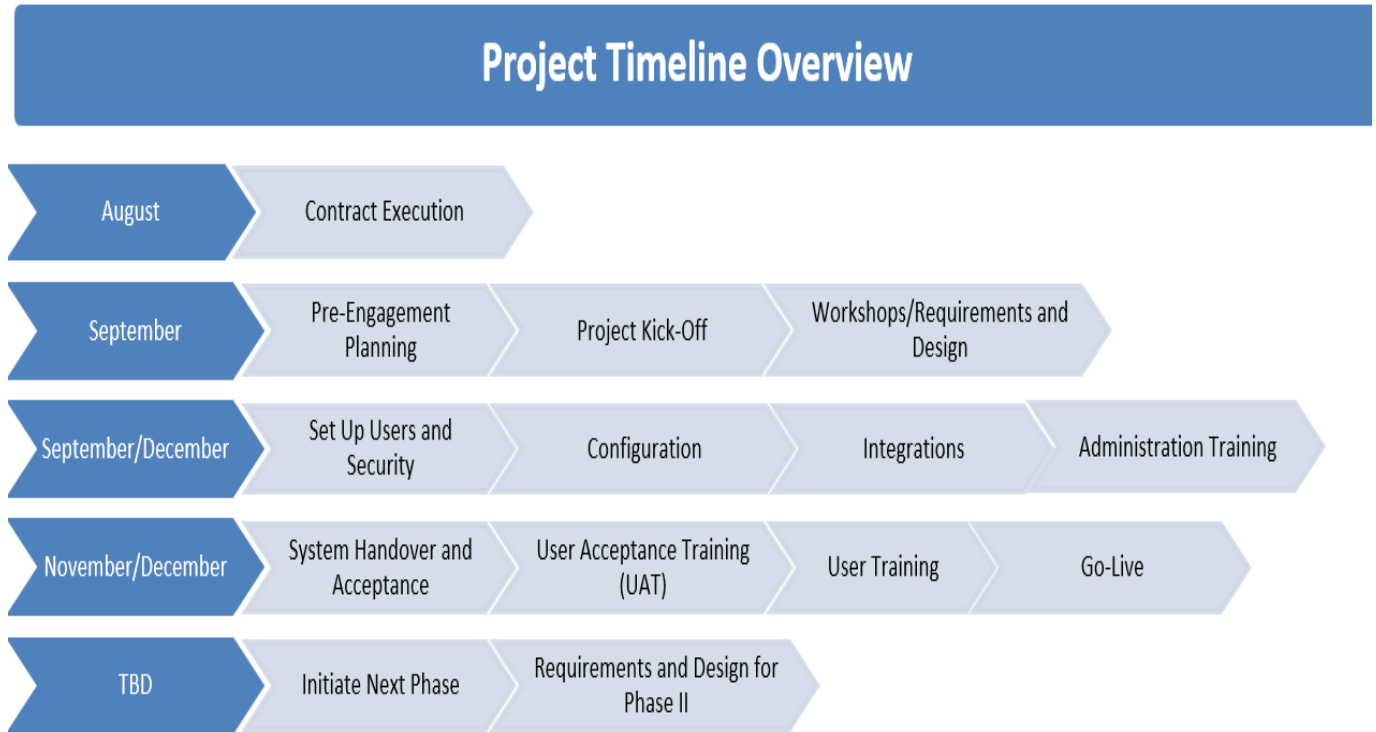 Project Timeline Overview
August
Contract Execution
September
Pre-Engagement
Planning
Project Kick-Off
Workshops/Requirements and
Design
September/December
Set Up Users and
Security
Configuration
Integrations
Administration Training
November/December
System Handover and
Acceptance
User Acceptance Training
(UAT)
User Training
Go-Live
TBD
Initiate Next Phase
Requirements and Design for
Phase II